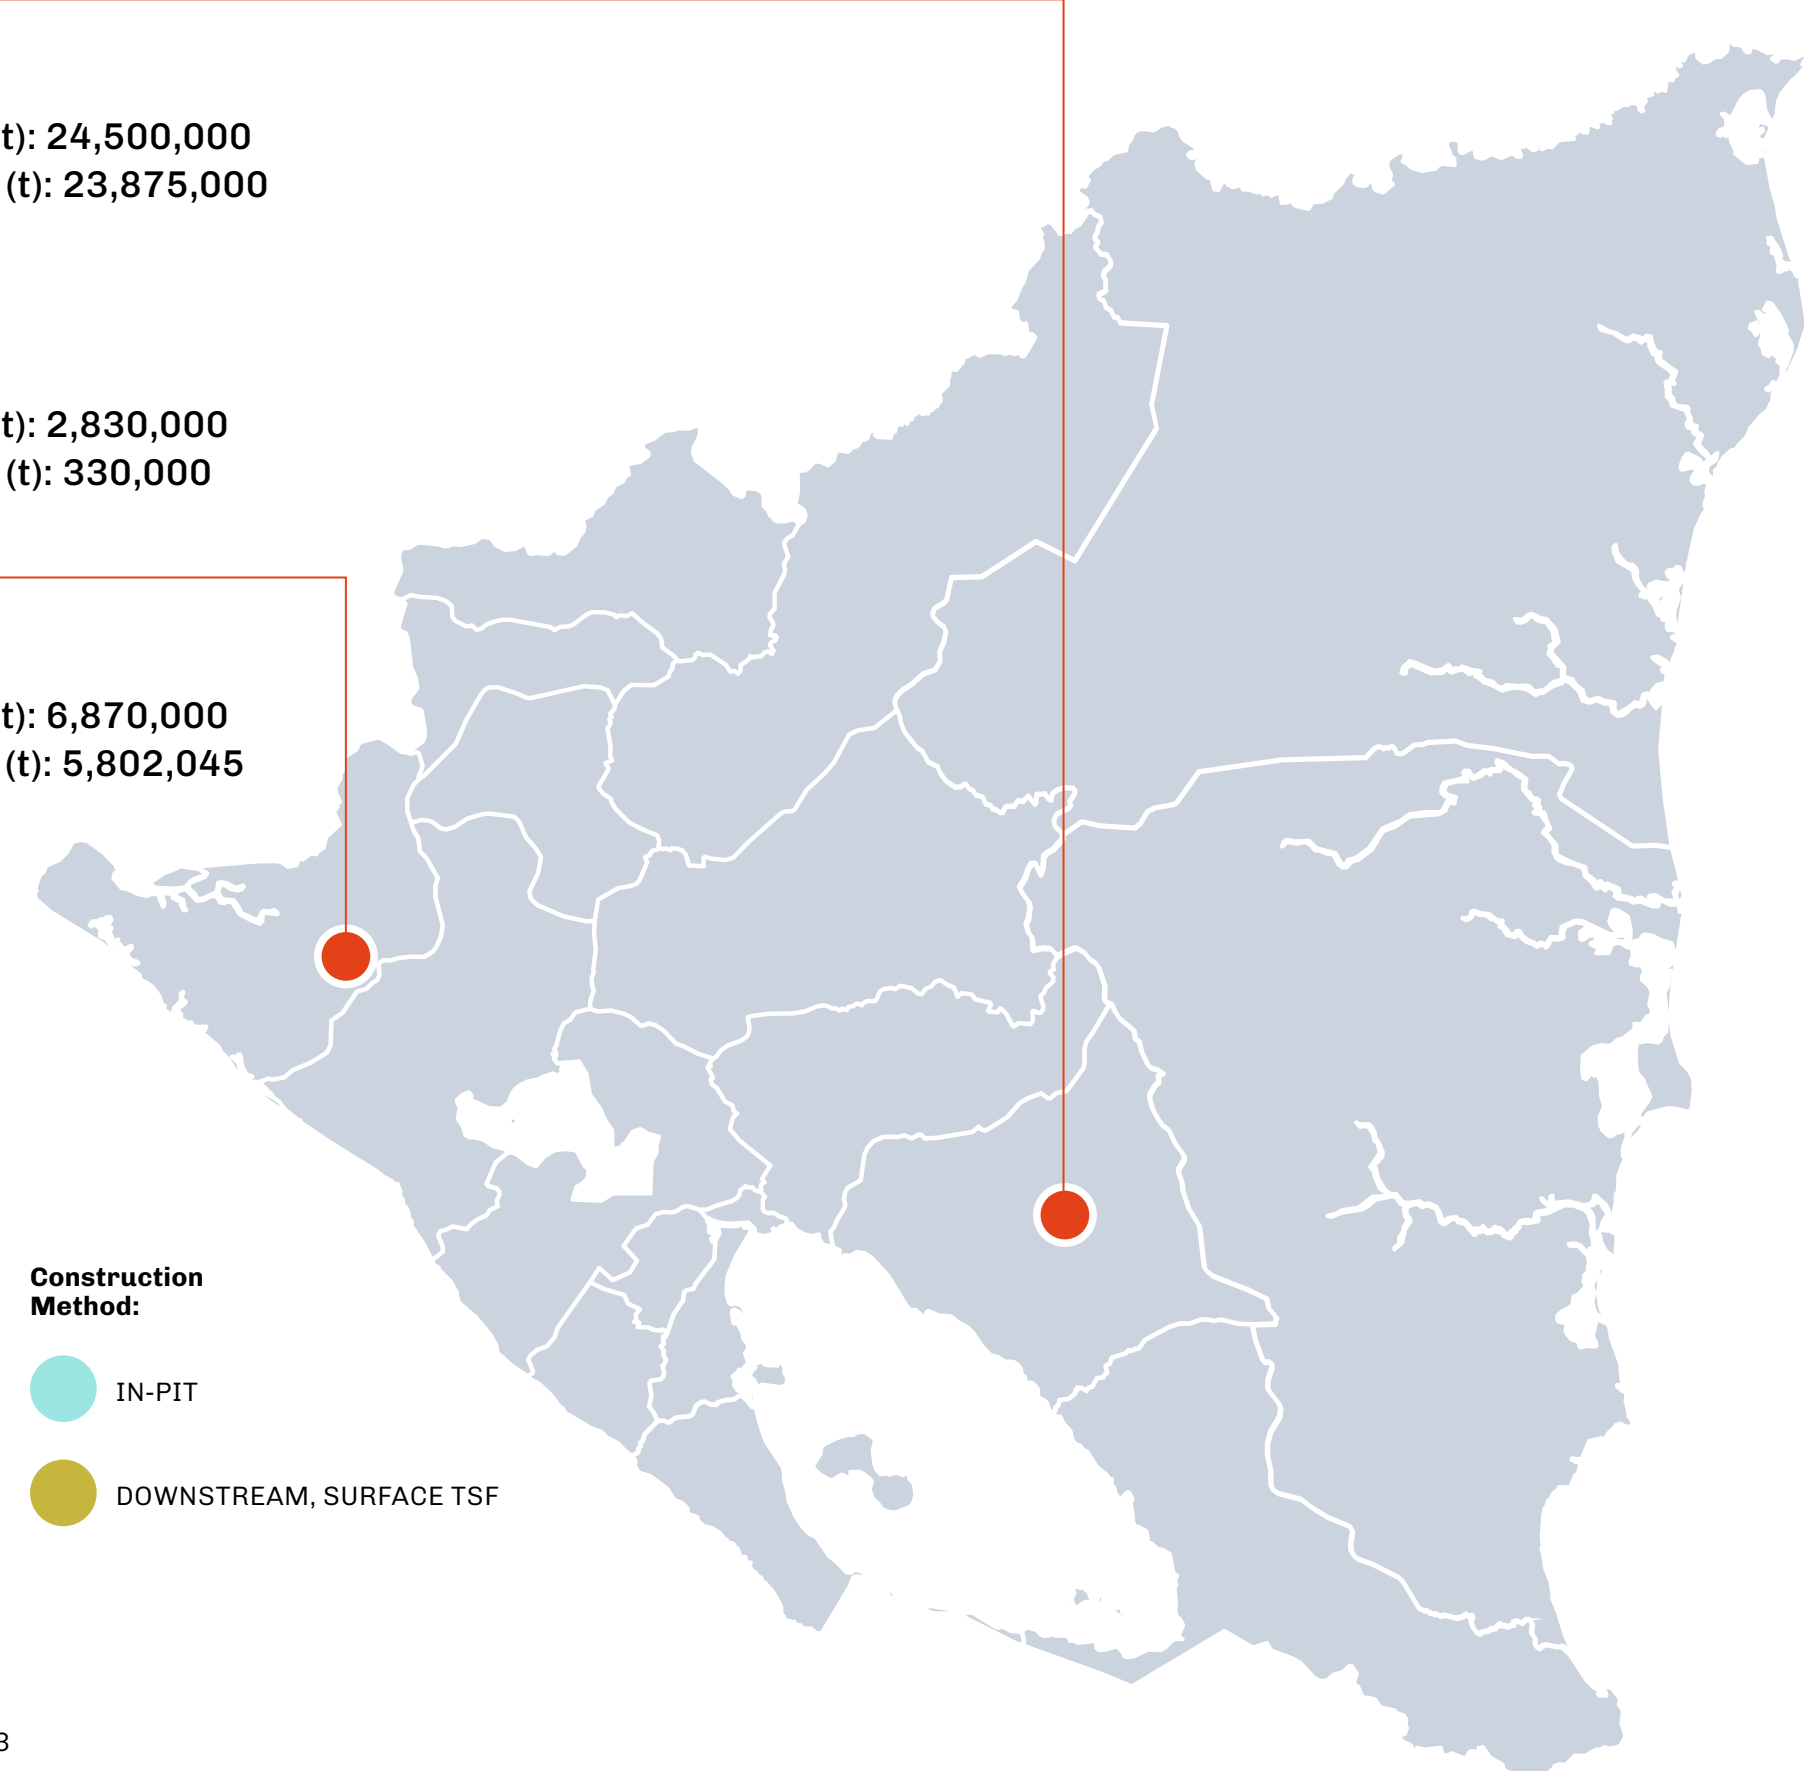 t): 24,500,000
(t): 23,875,000
t): 2,830,000
(t): 330,000
t): 6,870,000
(t): 5,802,045
Construction
Method:
IN-PIT
DOWNSTREAM, SURFACE TSF
3